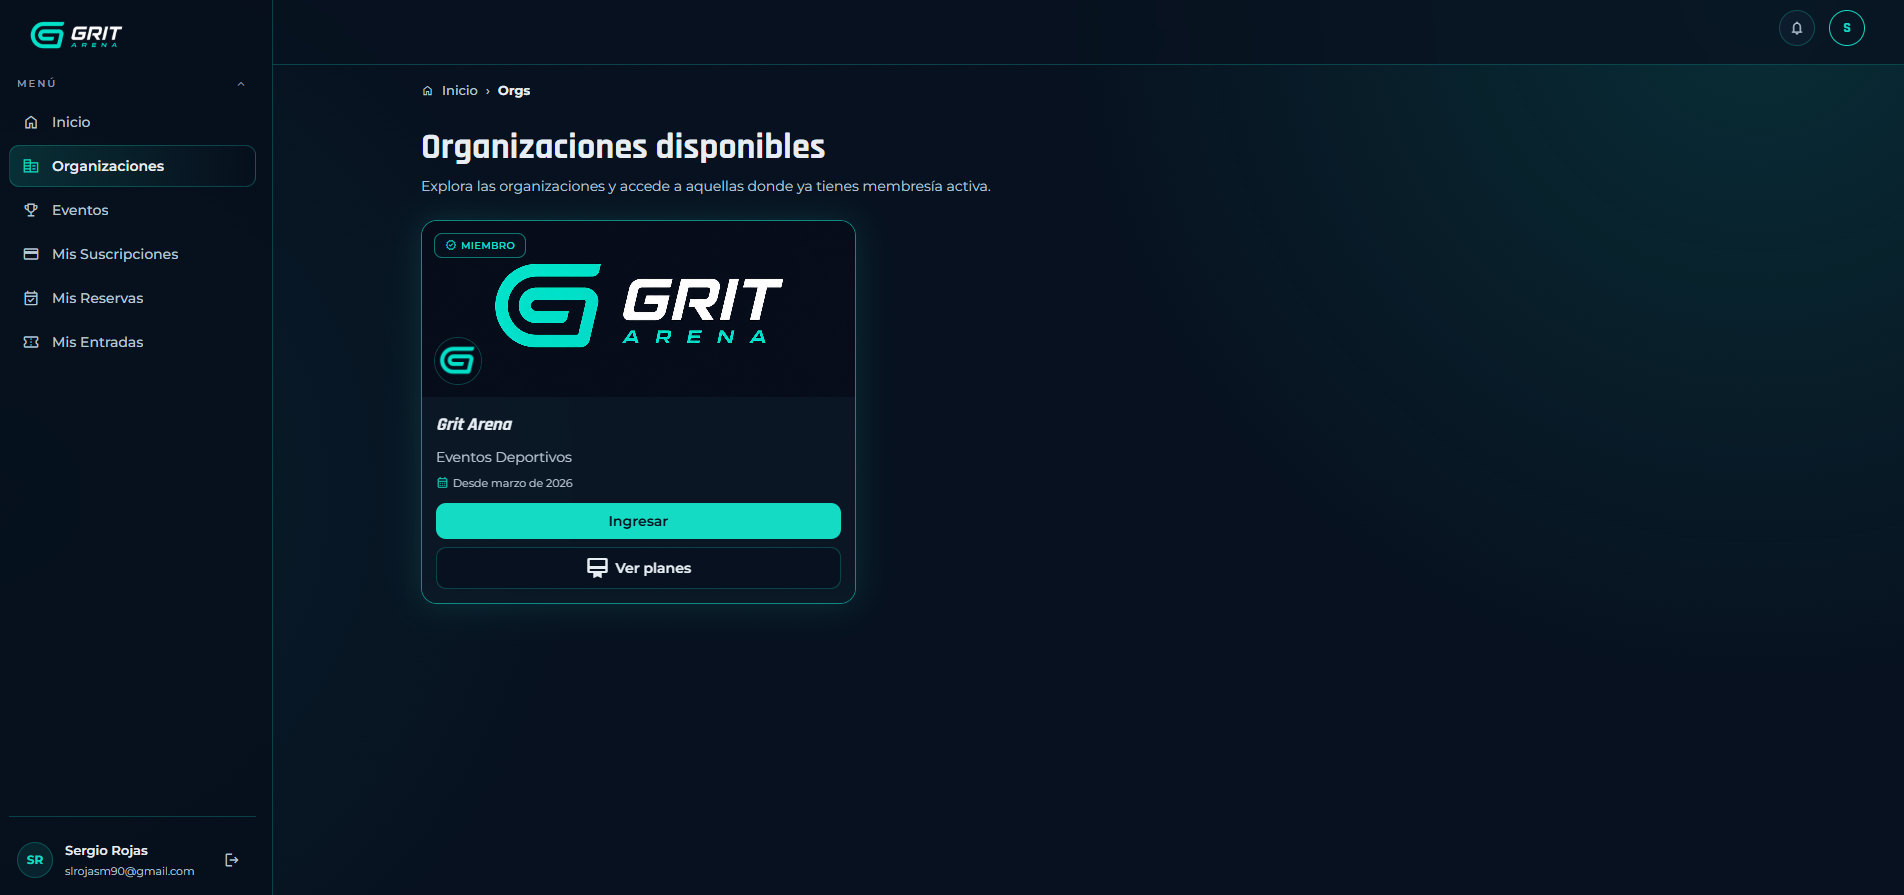 GRIT
ARENA
MENÚ
Inicio
Organizaciones
Eventos
Mis Suscripciones
Mis Reservas
Mis Entradas
Sergio Rojas
SR
slrojasm90@gmail.com
S
Inicio › Orgs
Organizaciones disponibles
Explora las organizaciones y accede a aquellas donde ya tienes membresía activa.
MIEMBRO
GRIT
ARENA
Grit Arena
Eventos Deportivos
Desde marzo de 2026
Ingresar
Ver planes